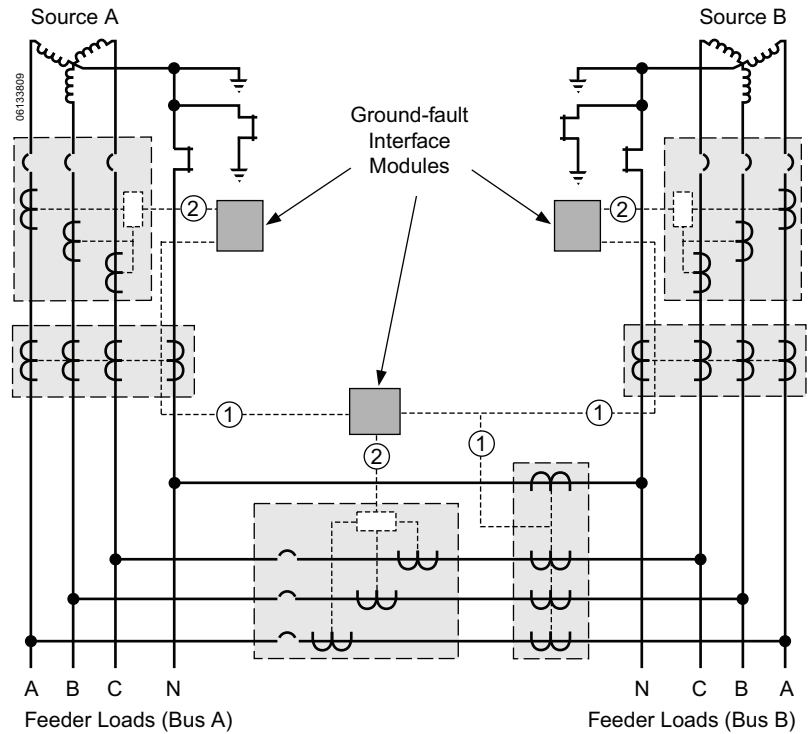 Source A
Source B
06133809
Ground-fault
Interface
Modules
2
2
1
1
1
2
A B C N
N C B A
Feeder Loads (Bus A)
Feeder Loads (Bus B)